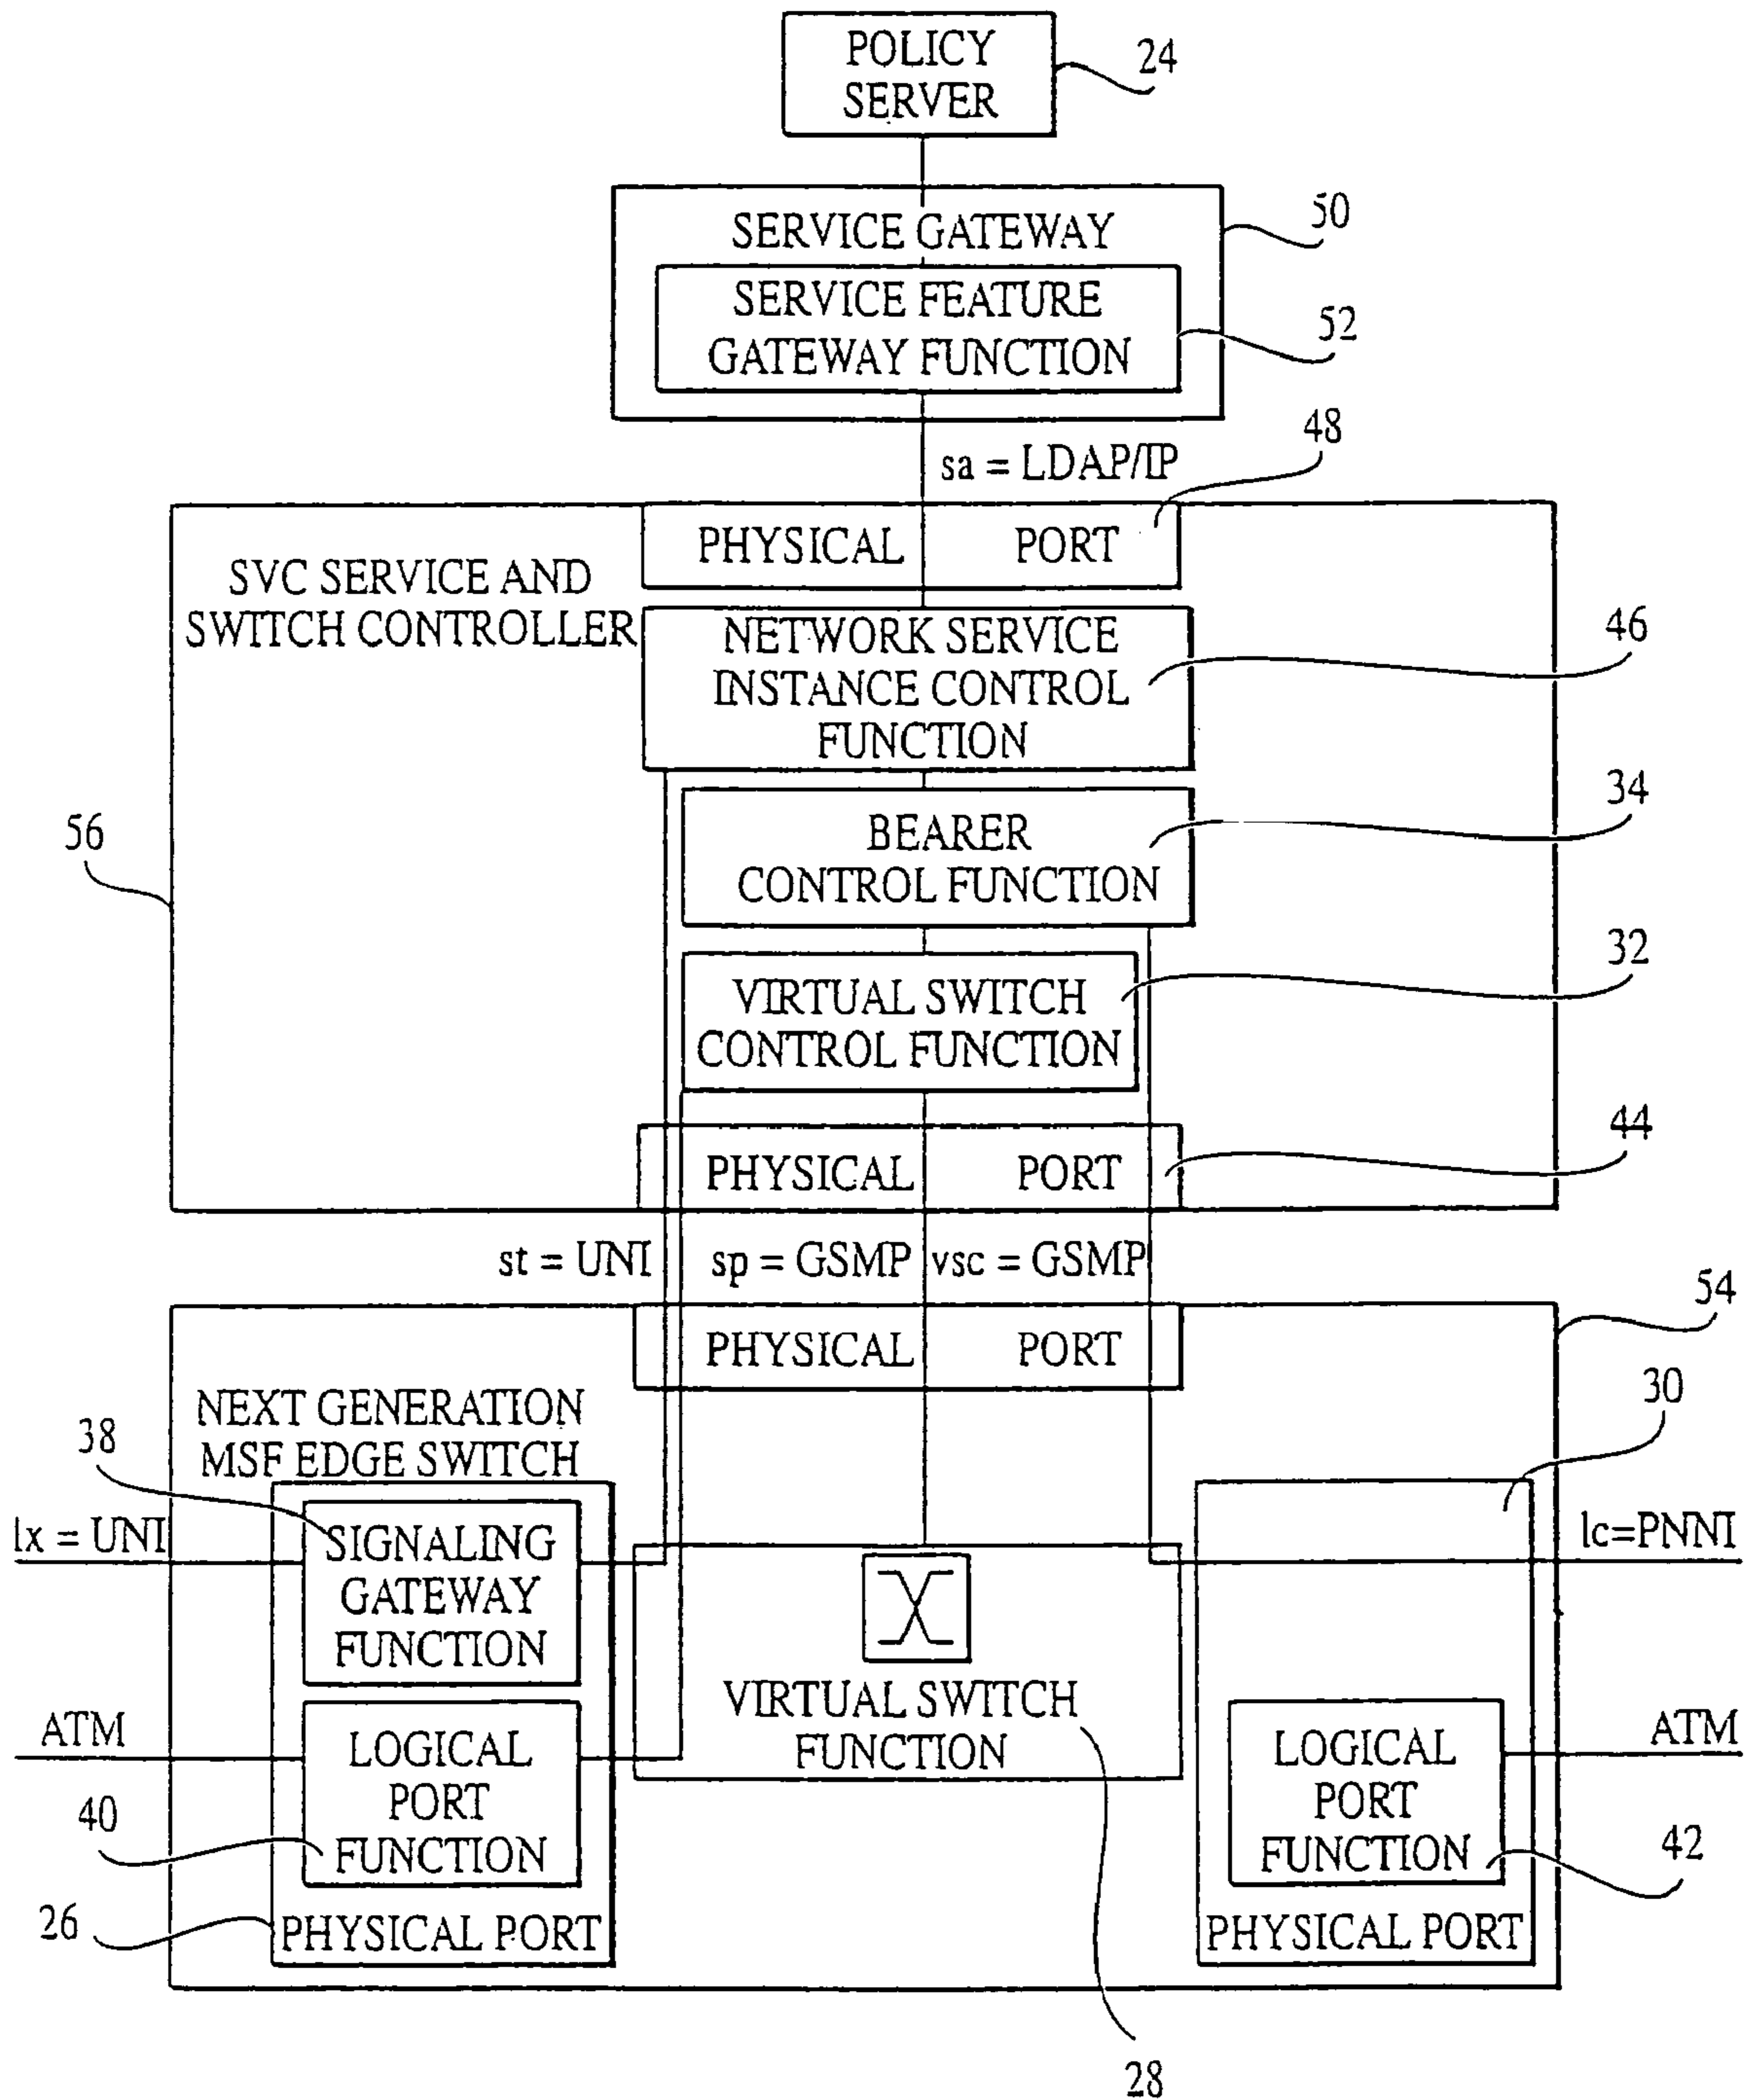 POLICY
SERVER
24
SERVICE GATEWAY
50
SERVICE FEATURE
GATEWAY FUNCTION
52
sa = LDAP/IP
48
PHYSICAL PORT
SVC SERVICE AND
SWITCH CONTROLLER
NETWORK SERVICE
INSTANCE CONTROL
FUNCTION
46
BEARER
CONTROL FUNCTION
34
56
VIRTUAL SWITCH
CONTROL FUNCTION
32
PHYSICAL PORT
44
st = UNI
sp = GSMP
vsc = GSMP
54
PHYSICAL PORT
NEXT GENERATION
MSF EDGE SWITCH
38
30
lx = UNI
SIGNALING
GATEWAY
FUNCTION
lc=PNNI
VIRTUAL SWITCH
FUNCTION
ATM
LOGICAL
PORT
FUNCTION
40
LOGICAL
PORT
FUNCTION
ATM
42
26
PHYSICAL PORT
PHYSICAL PORT
28